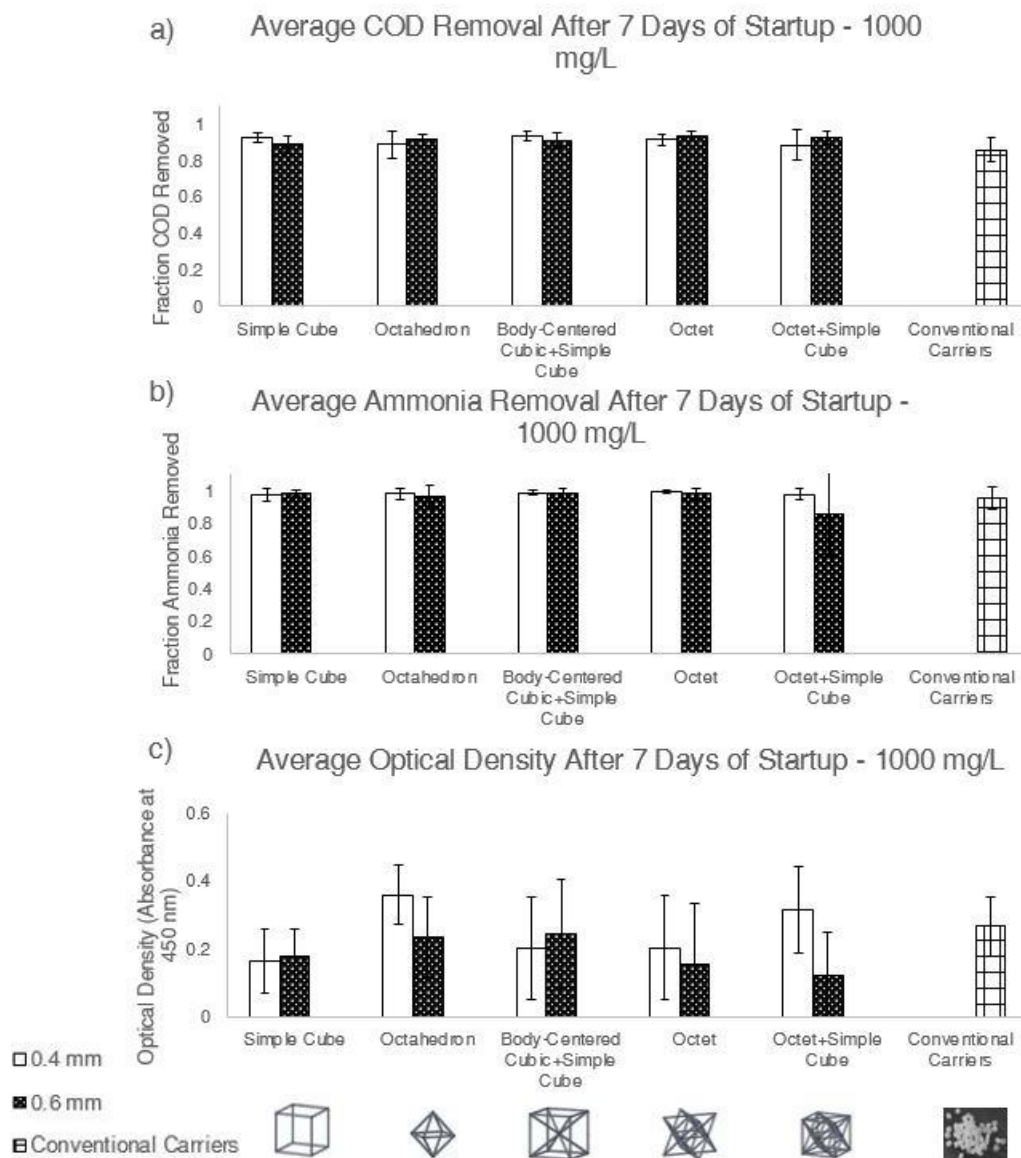 a)
Average COD Removal After 7 Days of Startup - 1000
mg/L
Fraction COD Removed
1
0.8
0.6
0.4
0.2
0
Simple Cube
Octahedron
Body-Centered
Cubic+Simple
Cube
Octet
Octet+Simple
Cube
Conventional
Carriers
b)
Average Ammonia Removal After 7 Days of Startup -
1000 mg/L
Fraction Ammonia Removed
1
0.8
0.6
0.4
0.2
0
Simple Cube
Octahedron
Body-Centered
Cubic+Simple
Cube
Octet
Octet+Simple
Cube
Conventional
Carriers
c)
Average Optical Density After 7 Days of Startup - 1000 mg/L
Optical Density (Absorbance at
450 nm)
0.6
0.4
0.2
0
Simple Cube
Octahedron
Body-Centered
Cubic+Simple
Cube
Octet
Octet+Simple
Cube
Conventional
Carriers
0.4 mm
0.6 mm
Conventional Carriers